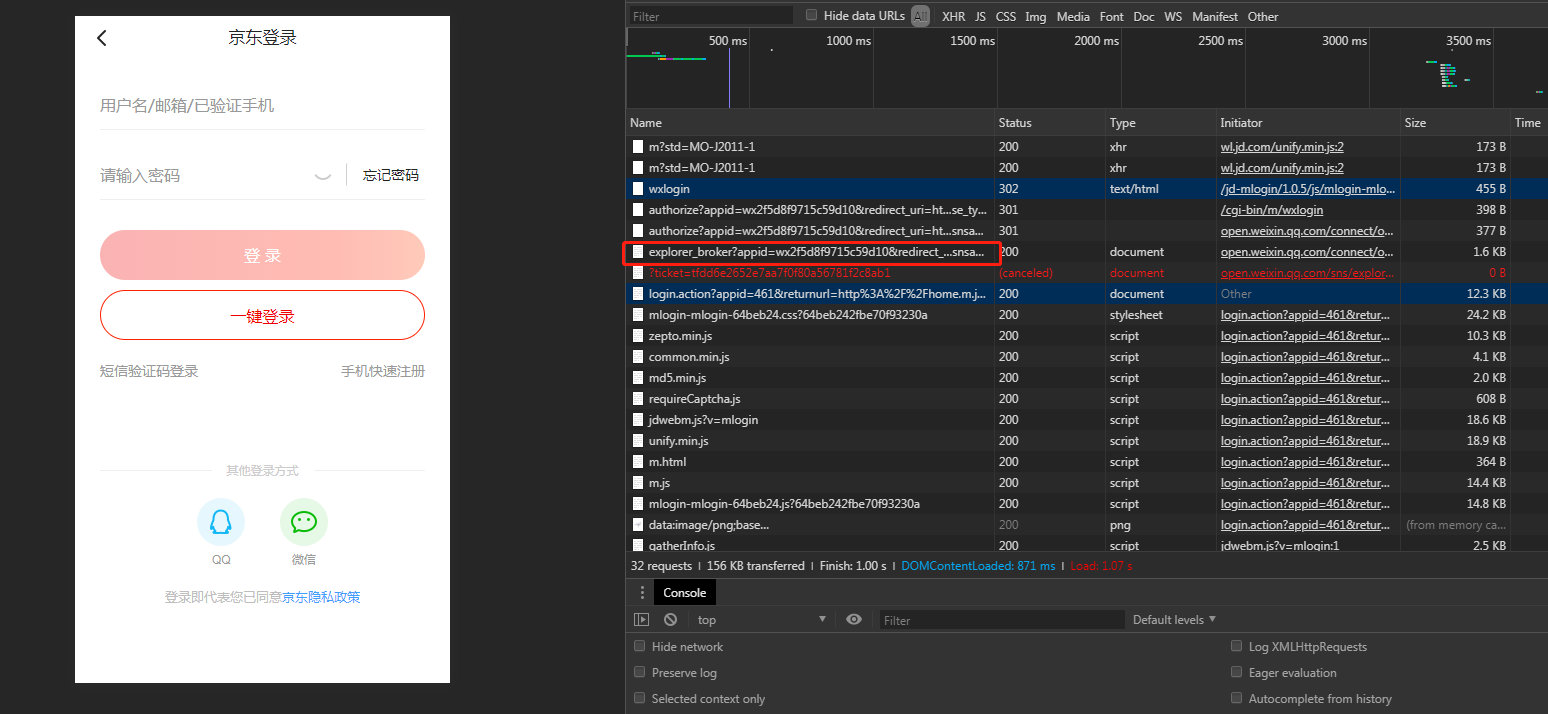 京东登录
用户名/邮箱/已验证手机
请输入密码 忘记密码
登 录
一键登录
短信验证码登录 手机快速注册
其他登录方式
QQ 微信
登录即代表您已同意京东隐私政策
Filter Hide data URLs All XHR JS CSS Img Media Font Doc WS Manifest Other
500 ms 1000 ms 1500 ms 2000 ms 2500 ms 3000 ms 3500 ms
Name Status Type Initiator Size Time
m?std=MO-J2011-1 200 xhr wl.jd.com/unify.min.js:2 173 B
m?std=MO-J2011-1 200 xhr wl.jd.com/unify.min.js:2 173 B
wxlogin 302 text/html /jd-mlogin/1.0.5/js/mlogin-mlo... 455 B
authorize?appid=wx2f5d8f9715c59d10&redirect_uri=ht...se_ty... 301 /cgi-bin/m/wxlogin 398 B
authorize?appid=wx2f5d8f9715c59d10&redirect_uri=ht...snsa... 301 open.weixin.qq.com/connect/o... 377 B
explorer_broker?appid=wx2f5d8f9715c59d10&redirect_...snsa... 200 document open.weixin.qq.com/connect/o... 1.6 KB
?ticket=tfdd6e2652e7aa7f0f80a56781f2c8ab1 (canceled) document open.weixin.qq.com/sns/explor... 0 B
login.action?appid=461&returnurl=http%3A%2F%2Fhome.m.j... 200 document Other 12.3 KB
mlogin-mlogin-64beb24.css?64beb242fbe70f93230a 200 stylesheet login.action?appid=461&retur... 24.2 KB
zepto.min.js 200 script login.action?appid=461&retur... 10.3 KB
common.min.js 200 script login.action?appid=461&retur... 4.1 KB
md5.min.js 200 script login.action?appid=461&retur... 2.0 KB
requireCaptcha.js 200 script login.action?appid=461&retur... 608 B
jdwebm.js?v=mlogin 200 script login.action?appid=461&retur... 18.6 KB
unify.min.js 200 script login.action?appid=461&retur... 18.9 KB
m.html 200 script login.action?appid=461&retur... 364 B
m.js 200 script login.action?appid=461&retur... 14.4 KB
mlogin-mlogin-64beb24.js?64beb242fbe70f93230a 200 script login.action?appid=461&retur... 14.8 KB
data:image/png;base... 200 png login.action?appid=461&retur... (from memory ca...
gatherInfo.js 200 script jdwebm.js?v=mlogin:1 2.5 KB
32 requests | 156 KB transferred | Finish: 1.00 s | DOMContentLoaded: 871 ms | Load: 1.07 s
Console
top Filter Default levels
Hide network Log XMLHttpRequests
Preserve log Eager evaluation
Selected context only Autocomplete from history